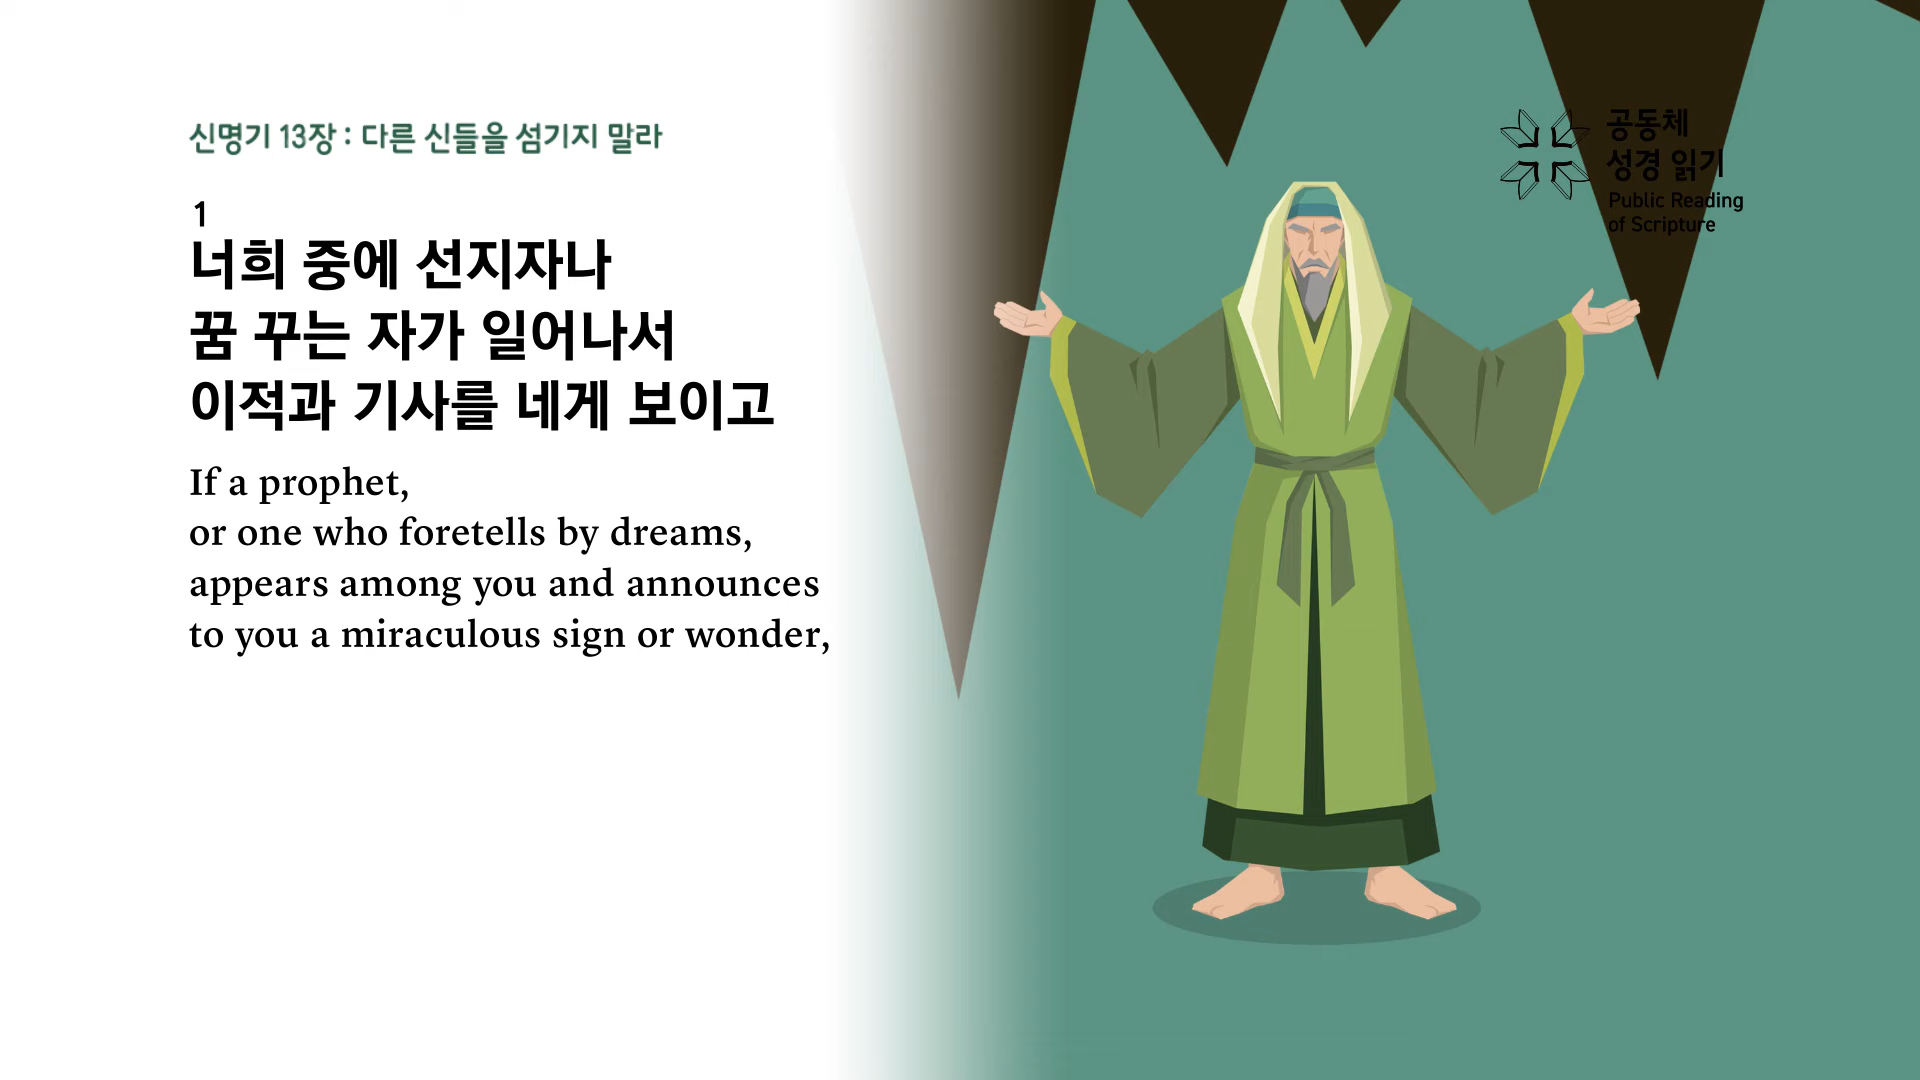 신명기 13장 : 다른 신들을 섬기지 말라
1
너희 중에 선지자나
꿈 꾸는 자가 일어나서
이적과 기사를 네게 보이고
If a prophet,
or one who foretells by dreams,
appears among you and announces
to you a miraculous sign or wonder,
공동체
성경 읽기
Public Reading
of Scripture